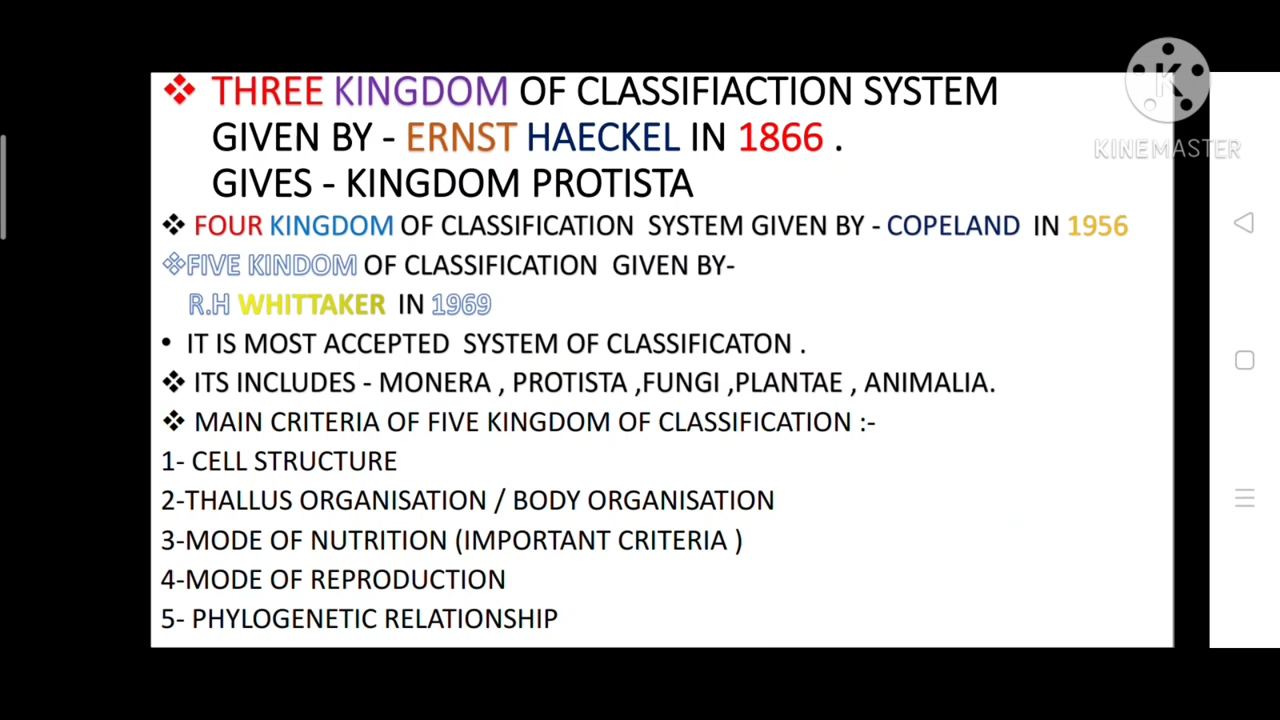 ❖ THREE KINGDOM OF CLASSIFIACTION SYSTEM
GIVEN BY - ERNST HAECKEL IN 1866 .
GIVES - KINGDOM PROTISTA
❖ FOUR KINGDOM OF CLASSIFICATION SYSTEM GIVEN BY - COPELAND IN 1956
❖FIVE KINDOM OF CLASSIFICATION GIVEN BY-
R.H WHITTAKER IN 1969
• IT IS MOST ACCEPTED SYSTEM OF CLASSIFICATON .
❖ ITS INCLUDES - MONERA , PROTISTA ,FUNGI ,PLANTAE , ANIMALIA.
❖ MAIN CRITERIA OF FIVE KINGDOM OF CLASSIFICATION :-
1- CELL STRUCTURE
2-THALLUS ORGANISATION / BODY ORGANISATION
3-MODE OF NUTRITION (IMPORTANT CRITERIA )
4-MODE OF REPRODUCTION
5- PHYLOGENETIC RELATIONSHIP
K
KINEMASTER